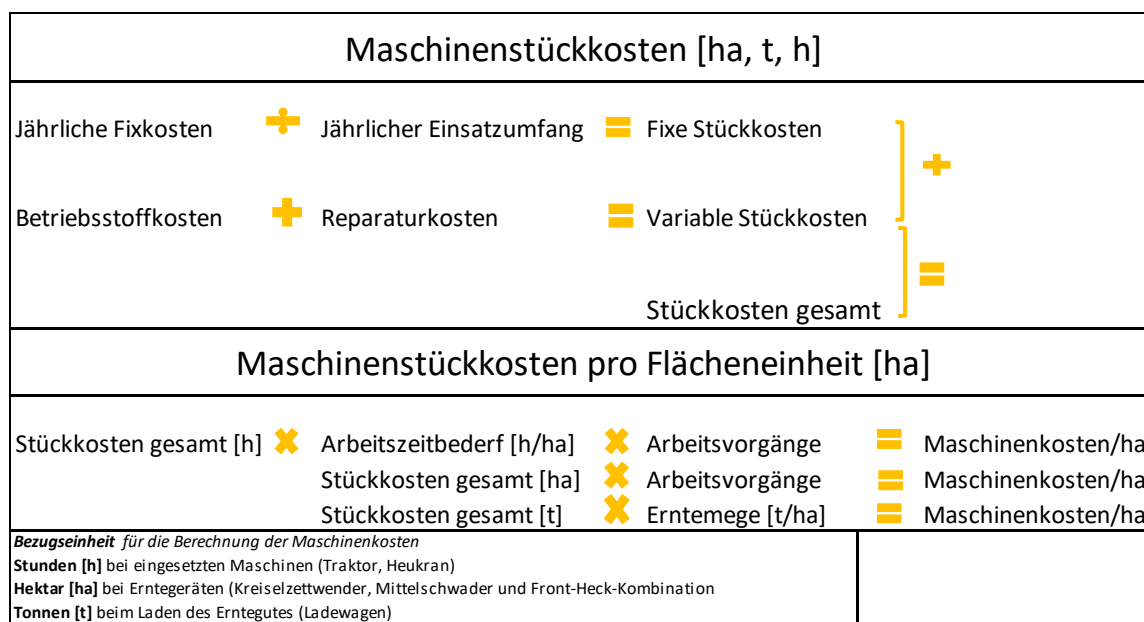 Maschinenstückkosten [ha, t, h]
Jährliche Fixkosten ÷ Jährlicher Einsatzumfang = Fixe Stückkosten
+
Betriebsstoffkosten + Reparaturkosten = Variable Stückkosten
=
Stückkosten gesamt
Maschinenstückkosten pro Flächeneinheit [ha]
Stückkosten gesamt [h] × Arbeitszeitbederf [h/ha] × Arbeitsvorgänge = Maschinenkosten/ha
Stückkosten gesamt [ha] × Arbeitsvorgänge = Maschinenkosten/ha
Stückkosten gesamt [t] × Erntemege [t/ha] = Maschinenkosten/ha
Bezugseinheit für die Berechnung der Maschinenkosten
Stunden [h] bei eingesetzten Maschinen (Traktor, Heukran)
Hektar [ha] bei Erntegeräten (Kreiselzettwender, Mittelschwader und Front-Heck-Kombination
Tonnen [t] beim Laden des Erntegutes (Ladewagen)